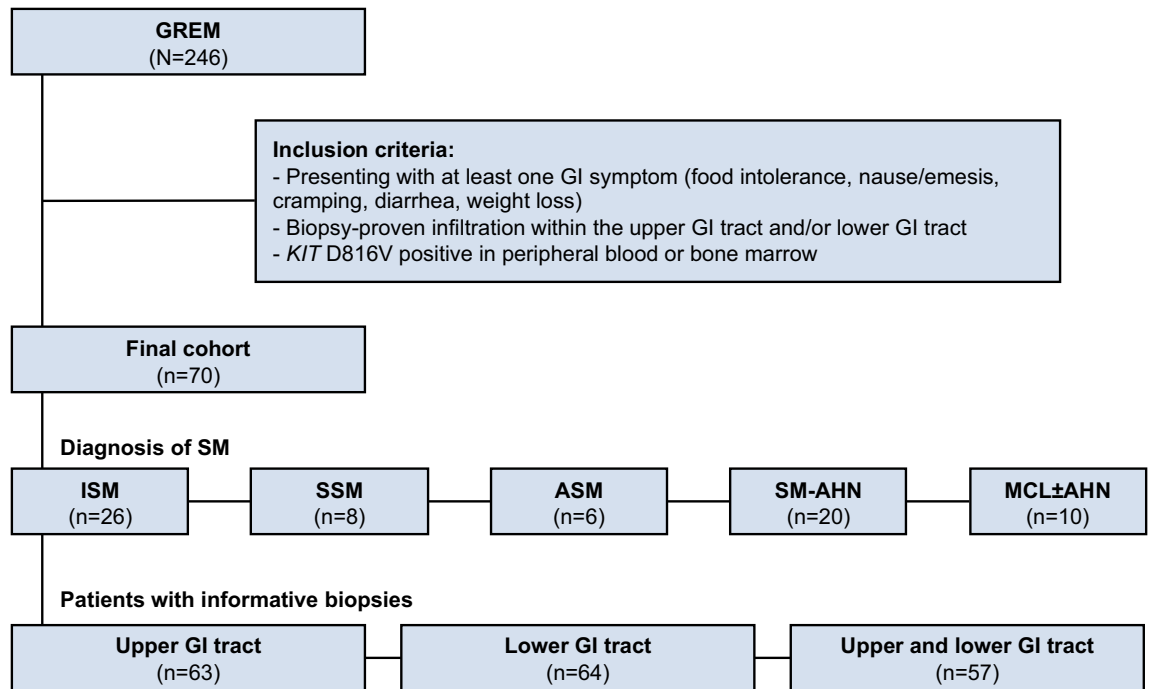 GREM
(N=246)
Inclusion criteria:
- Presenting with at least one GI symptom (food intolerance, nause/emesis,
cramping, diarrhea, weight loss)
- Biopsy-proven infiltration within the upper GI tract and/or lower GI tract
- KIT D816V positive in peripheral blood or bone marrow
Final cohort
(n=70)
Diagnosis of SM
ISM
(n=26)
SSM
(n=8)
ASM
(n=6)
SM-AHN
(n=20)
MCL±AHN
(n=10)
Patients with informative biopsies
Upper GI tract
(n=63)
Lower GI tract
(n=64)
Upper and lower GI tract
(n=57)